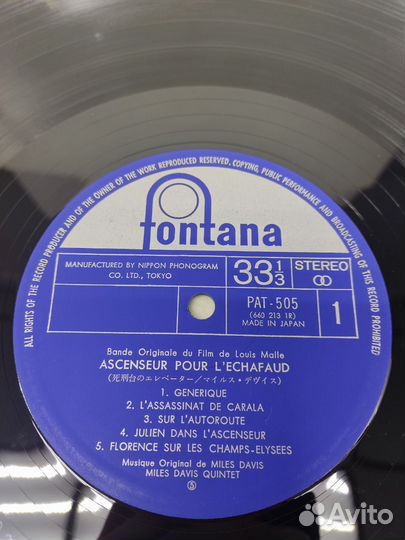 ALL RIGHTS OF THE RECORD PRODUCER AND OF THE OWNER OF THE WORK REPRODUCED RESERVED, COPYING, PUBLIC PERFORMANCE AND BROADCASTING OF THIS RECORD PROHIBITED
fontana
MANUFACTURED BY NIPPON PHONOGRAM
CO. LTD., TOKYO
33 1/3
STEREO
PAT-505
(660 213 1R)
MADE IN JAPAN
1
Bande Originale du Film de Louis Malle
ASCENSEUR POUR L'ECHAFAUD
(死刑台のエレベーター/マイルス・デヴィス)
1. GENERIQUE
2. L'ASSASSINAT DE CARALA
3. SUR L'AUTOROUTE
4. JULIEN DANS L'ASCENSEUR
5. FLORENCE SUR LES CHAMPS-ELYSEES
Musique Original de MILES DAVIS
MILES DAVIS QUINTET
Avito